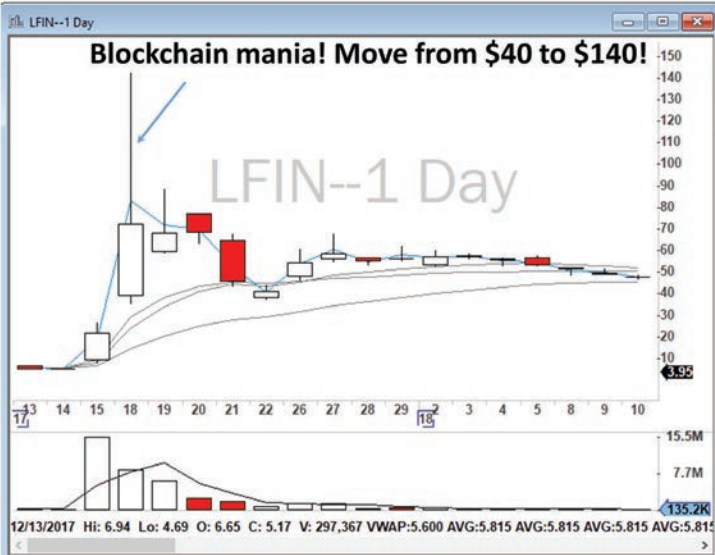 LFIN--1 Day
Blockchain mania! Move from $40 to $140!
LFIN--1 Day
150
140
130
120
110
100
90
80
70
60
50
40
30
20
10
3.95
13 14 15 18 19 20 21 22 26 27 28 29 2 3 4 5 8 9 10
17 18
15.5M
7.7M
135.2K
12/13/2017 Hi: 6.94 Lo: 4.69 O: 6.65 C: 5.17 V: 297,367 VWAP:5.600 AVG:5.815 AVG:5.815 AVG:5.815